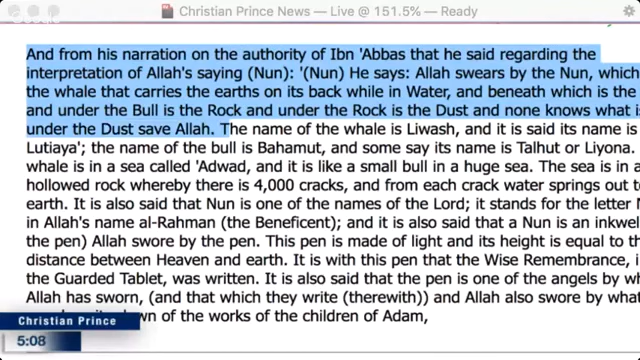 Christian Prince News — Live @ 151.5% — Ready
And from his narration on the authority of Ibn 'Abbas that he said regarding the
interpretation of Allah's saying (Nun): '(Nun) He says: Allah swears by the Nun, which
the whale that carries the earths on its back while in Water, and beneath which is the
and under the Bull is the Rock and under the Rock is the Dust and none knows what is
under the Dust save Allah. The name of the whale is Liwash, and it is said its name is
Lutiaya'; the name of the bull is Bahamut, and some say its name is Talhut or Liyona.
whale is in a sea called 'Adwad, and it is like a small bull in a huge sea. The sea is in a
hollowed rock whereby there is 4,000 cracks, and from each crack water springs out to
earth. It is also said that Nun is one of the names of the Lord; it stands for the letter
in Allah's name al-Rahman (the Beneficent); and it is also said that a Nun is an inkwe
the pen) Allah swore by the pen. This pen is made of light and its height is equal to th
distance between Heaven and earth. It is with this pen that the Wise Remembrance, i
the Guarded Tablet, was written. It is also said that the pen is one of the angels by wh
Allah has sworn, (and that which they write (therewith)) and Allah also swore by what
of the works of the children of Adam,
Christian Prince
5:08